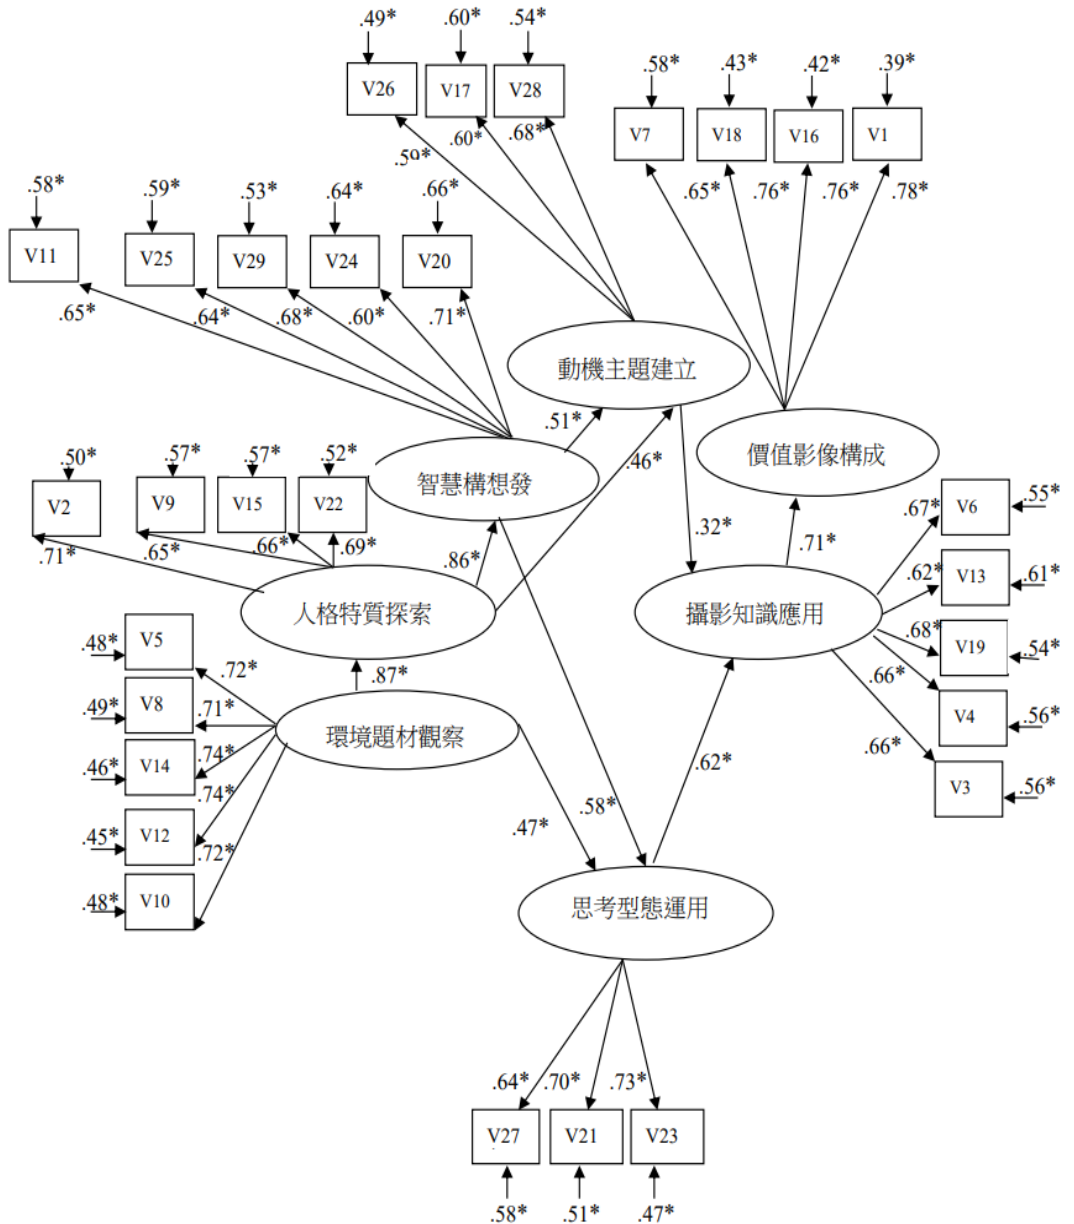 .49* .60* .54*
.58* .43* .42* .39*
V26 V17 V28
V7 V18 V16 V1
.59* .60* .68*
.65* .76* .76* .78*
.58* .59* .53* .64* .66*
V11 V25 V29 V24 V20
.65* .64* .68* .60* .71*
動機主題建立
.51*
.46*
價值影像構成
.50* .57* .57* .52*
智慧構想發
V2 V9 V15 V22
.71* .65* .66* .69*
.86*
.32*
.71*
.67* V6 .55*
.62* V13 .61*
人格特質探索
攝影知識應用
.68* V19 .54*
.66* V4 .56*
.66* V3 .56*
.87*
.48* V5 .72*
.49* V8 .71*
環境題材觀察
.46* V14 .74*
.45* V12 .74*
.48* V10 .72*
.47* .58* .62*
思考型態運用
.64* .70* .73*
V27 V21 V23
.58* .51* .47*